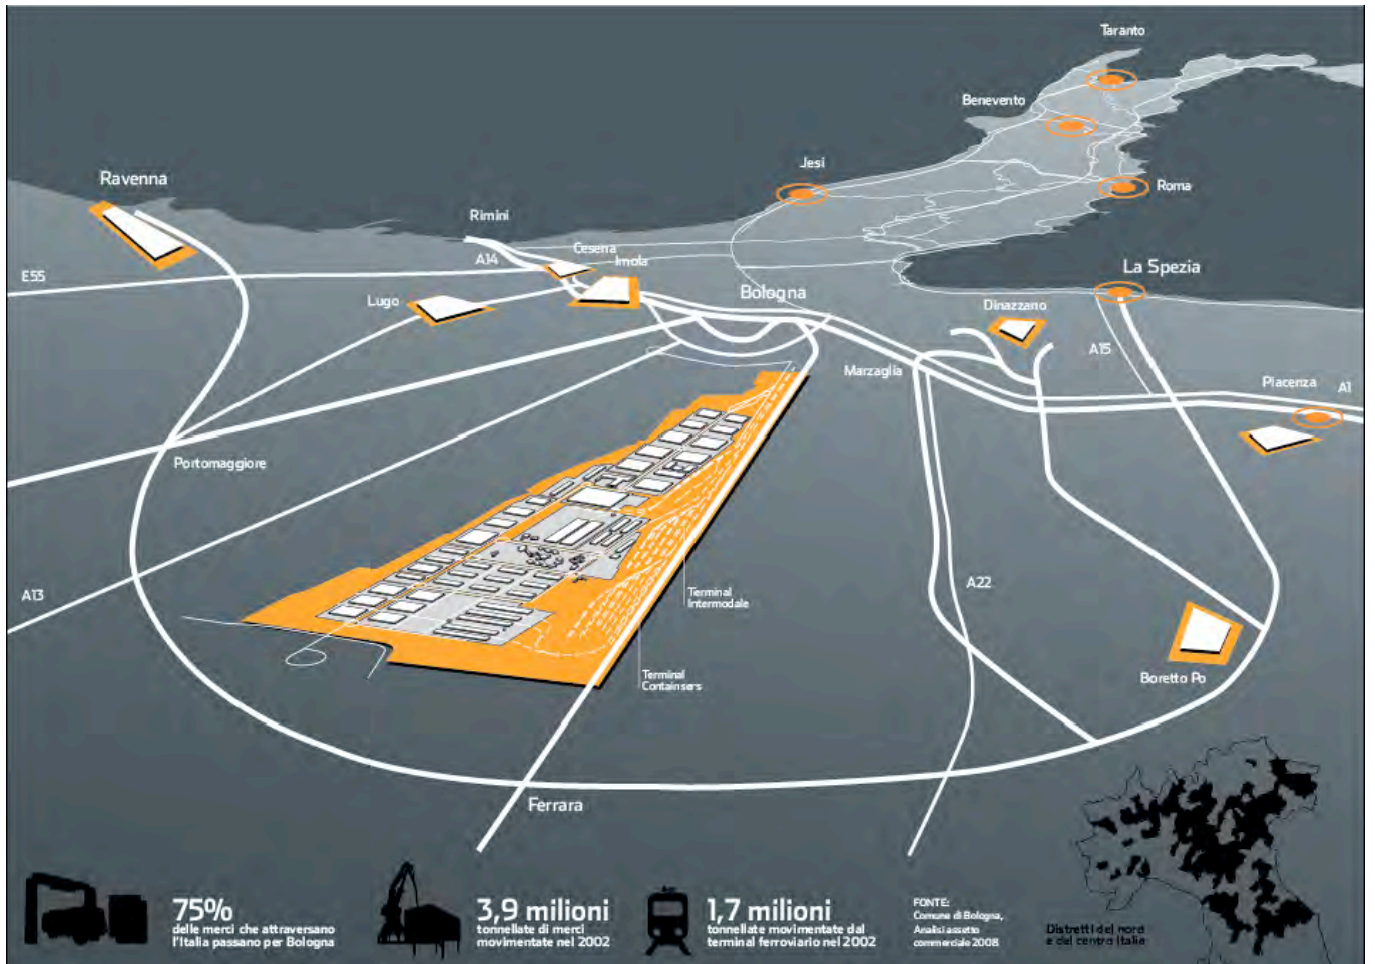 Taranto
Benevento
Jesi
Roma
Ravenna
Rimini
Cesena
A14
Imola
La Spezia
E55
Lugo
Bologna
Dinazzano
A15
Marzaglia
Piacenza
A1
Portomaggiore
A13
A22
Terminal
Intermodale
Terminal
Containsers
Boretto Po
Ferrara
75%
delle merci che attraversano
l'Italia passano per Bologna
3,9 milioni
tonnellate di merci
movimentate nel 2002
1,7 milioni
tonnellate movimentate dal
terminal ferroviario nel 2002
FONTE:
Comune di Bologna,
Analisi assetto
commerciale 2008
Distretti del nord
e del centro Italia